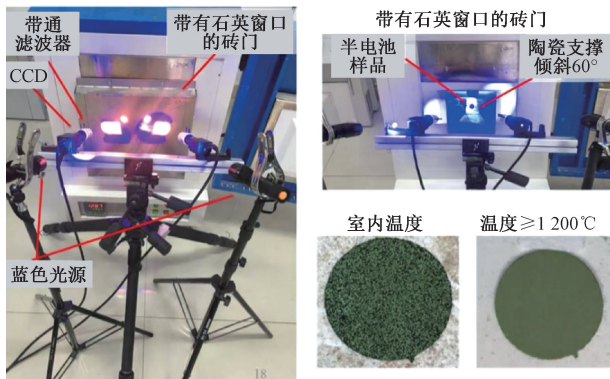 带通
滤波器
CCD
带有石英窗口
的砖门
蓝色光源
18
带有石英窗口的砖门
半电池
样品
陶瓷支撑
倾斜60°
室内温度
温度≥1 200℃